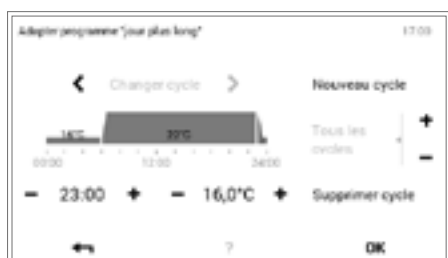 Adapter programme "jour plus long" 17:09
Changer cycle
Nouveau cycle
16°C 20°C
Tous les
cycles
00:00 12:00 24:00
23:00 16,0°C
Supprimer cycle
?
OK